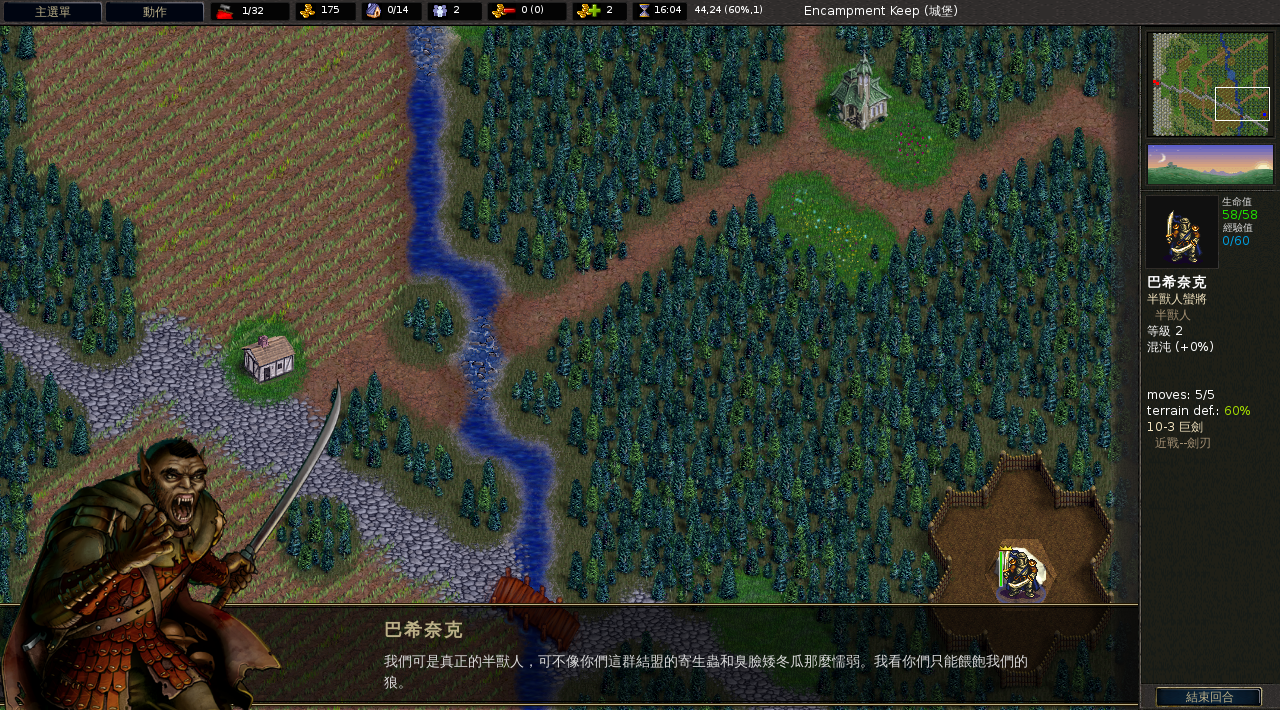 主選單 動作 1/32 175 0/14 2 0 (0) 2 16:04 44,24 (60%,1 Encampment Keep (城堡)
生命值
58/58
經驗值
0/60
巴希奈克
半獸人蠻將
半獸人
等級 2
混沌 (+0%)
moves: 5/5
terrain def.: 60%
10-3 巨劍
近戰--劍刃
巴希奈克
我們可是真正的半獸人，可不像你們這群結盟的寄生蟲和臭臉矮冬瓜那麼懦弱。我看你們只能餵飽我們的
狼。
結束回合